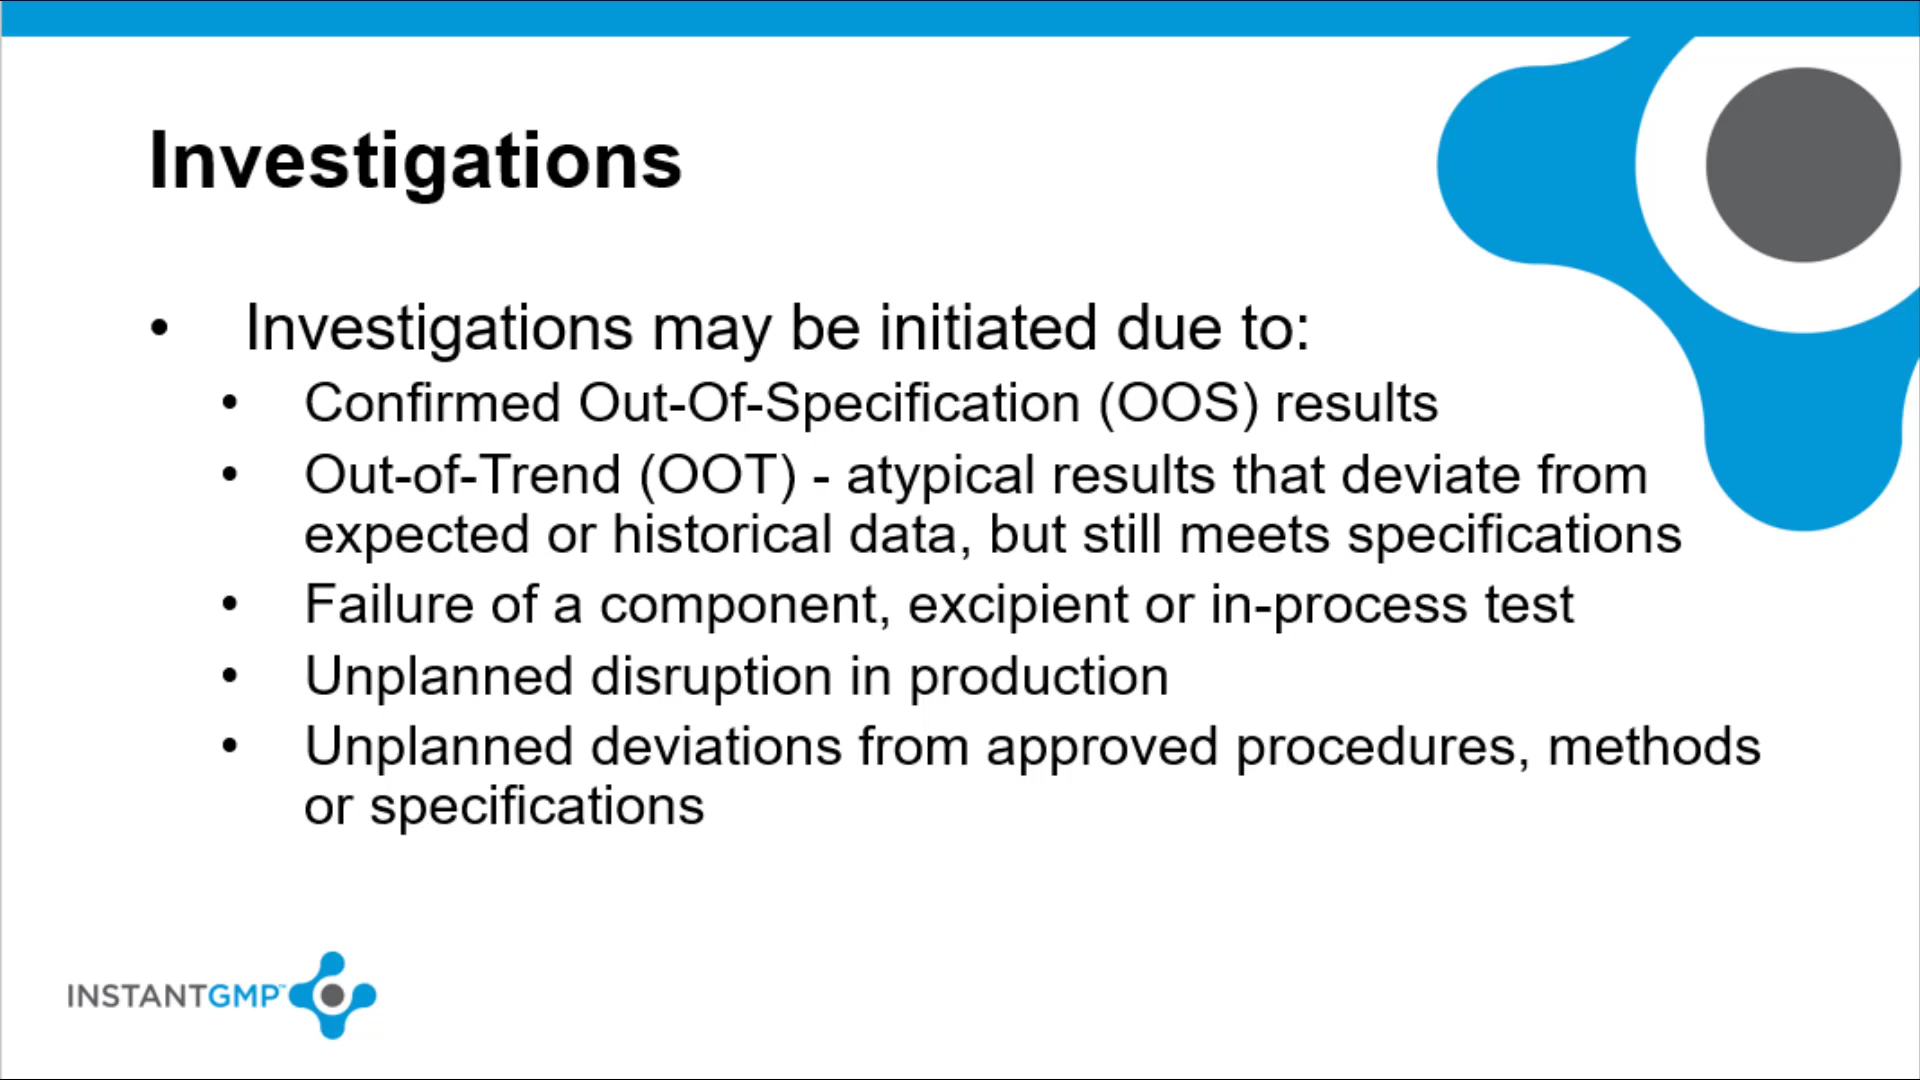 Investigations
• Investigations may be initiated due to:
• Confirmed Out-Of-Specification (OOS) results
• Out-of-Trend (OOT) - atypical results that deviate from
expected or historical data, but still meets specifications
• Failure of a component, excipient or in-process test
• Unplanned disruption in production
• Unplanned deviations from approved procedures, methods
or specifications
INSTANTGMP™